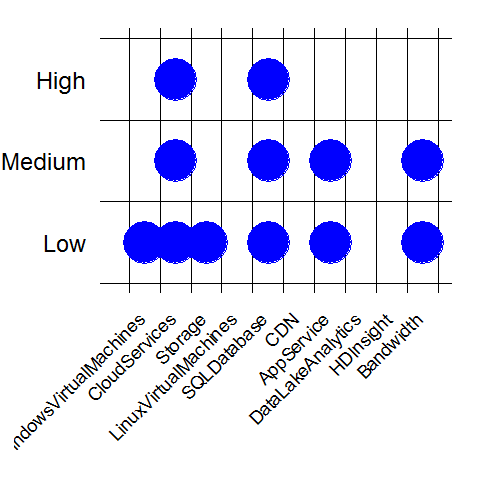 High
Medium
Low
ndowsVirtualMachines
CloudServices
Storage
LinuxVirtualMachines
SQLDatabase
CDN
AppService
DataLakeAnalytics
HDInsight
Bandwidth